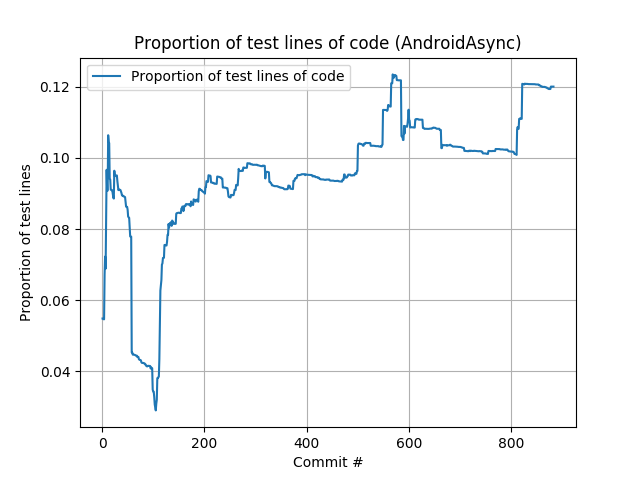 Proportion of test lines of code (AndroidAsync)
Proportion of test lines of code
0.12
0.10
0.08
0.06
0.04
Proportion of test lines
0 200 400 600 800
Commit #